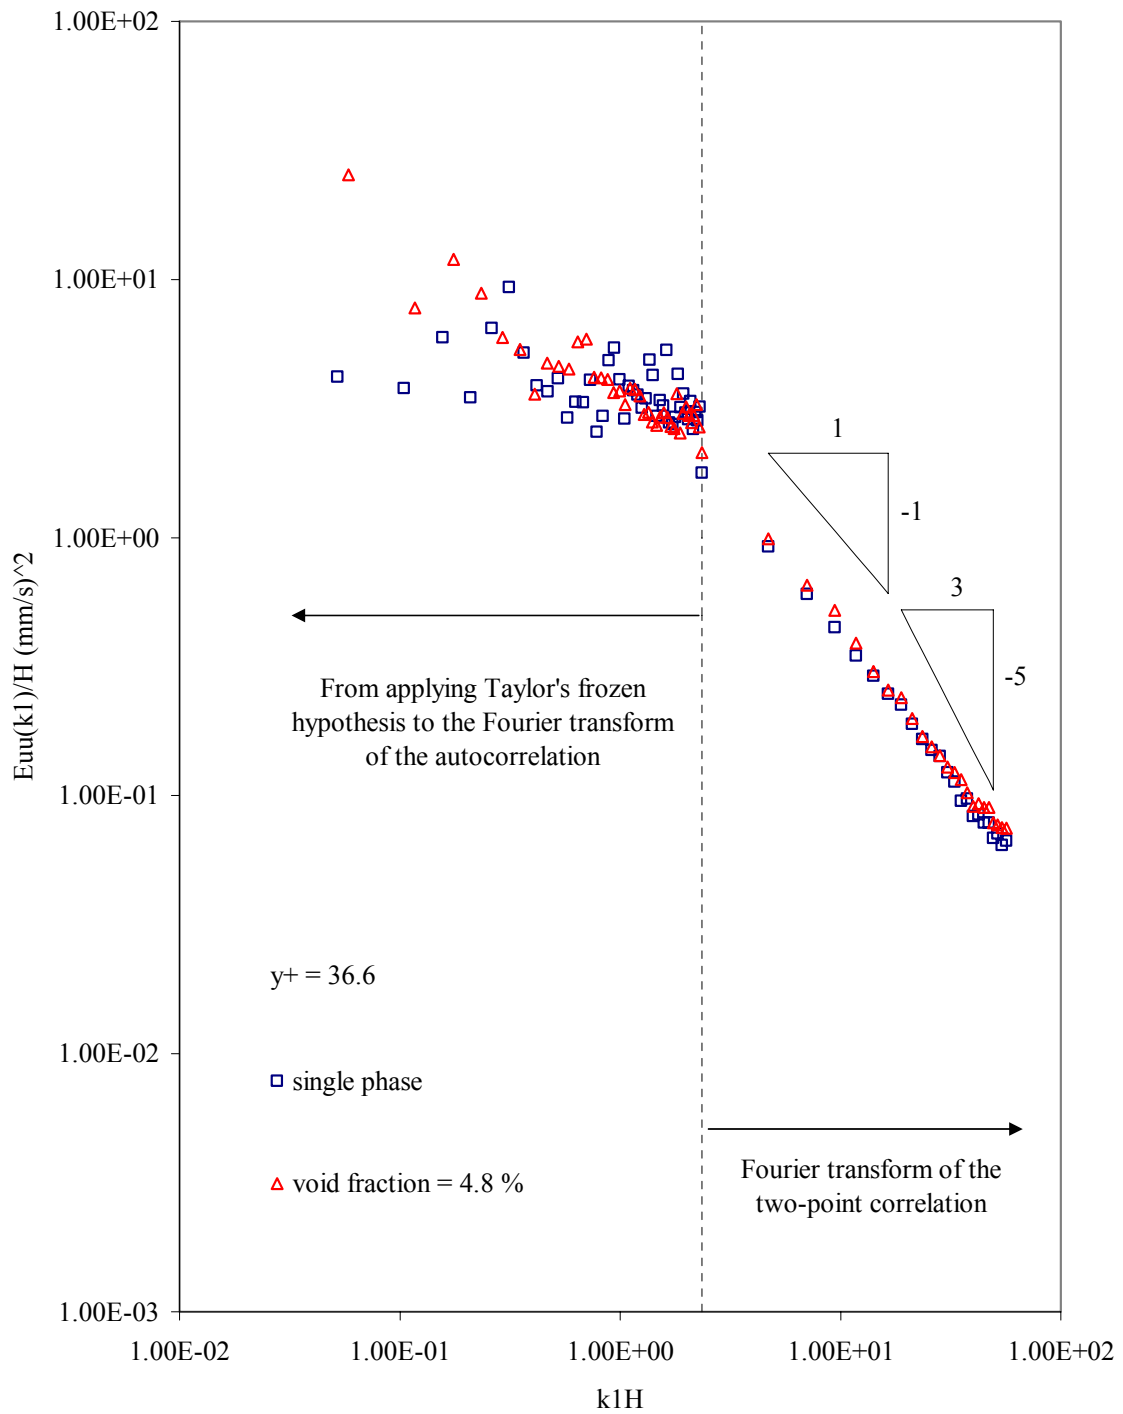 1.00E+02
1.00E+01
1.00E+00
1.00E-01
1.00E-02
1.00E-03
Euu(k1)/H (mm/s)^2
1
-1
3
-5
From applying Taylor's frozen
hypothesis to the Fourier transform
of the autocorrelation
y+ = 36.6
single phase
void fraction = 4.8 %
Fourier transform of the
two-point correlation
1.00E-02
1.00E-01
1.00E+00
1.00E+01
1.00E+02
k1H